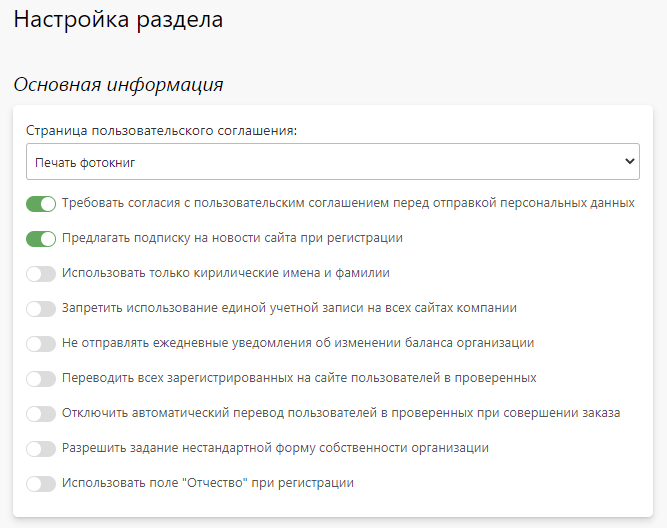 Настройка раздела
Основная информация
Страница пользовательского соглашения:
Печать фотокниг
Требовать согласия с пользовательским соглашением перед отправкой персональных данных
Предлагать подписку на новости сайта при регистрации
Использовать только кирилические имена и фамилии
Запретить использование единой учетной записи на всех сайтах компании
Не отправлять ежедневные уведомления об изменении баланса организации
Переводить всех зарегистрированных на сайте пользователей в проверенных
Отключить автоматический перевод пользователей в проверенных при совершении заказа
Разрешить задание нестандартной форму собственности организации
Использовать поле "Отчество" при регистрации